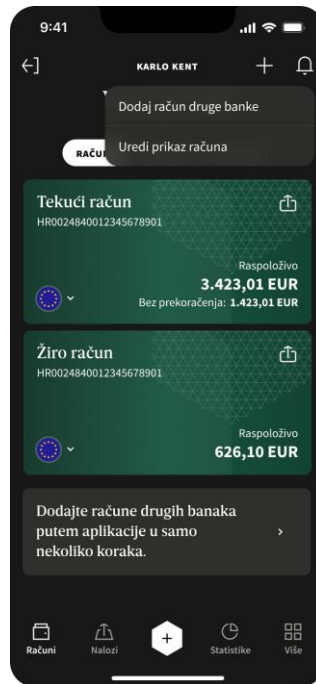 9:41
KARLO KENT
Dodaj račun druge banke
Uredi prikaz računa
Tekući račun
HR0024840012345678901
Raspoloživo
3.423,01 EUR
Bez prekoračenja: 1.423,01 EUR
Žiro račun
HR0024840012345678901
Raspoloživo
626,10 EUR
Dodajte račune drugih banaka
putem aplikacije u samo
nekoliko koraka.
Računi Nalozi Statistike Više